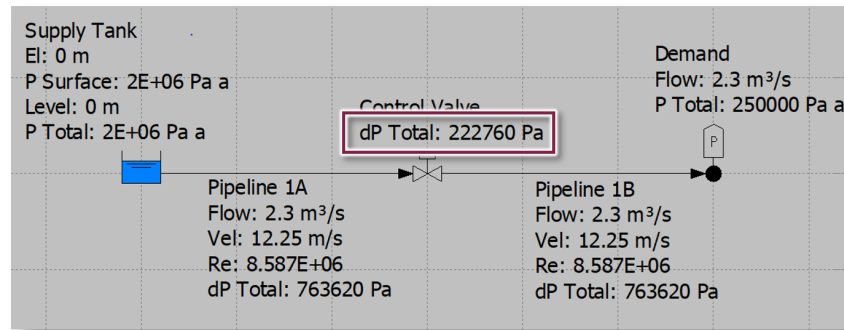 Supply Tank
El: 0 m
P Surface: 2E+06 Pa a
Level: 0 m
P Total: 2E+06 Pa a
Control Valve
dP Total: 222760 Pa
Demand
Flow: 2.3 m³/s
P Total: 250000 Pa a
P
Pipeline 1A
Flow: 2.3 m³/s
Vel: 12.25 m/s
Re: 8.587E+06
dP Total: 763620 Pa
Pipeline 1B
Flow: 2.3 m³/s
Vel: 12.25 m/s
Re: 8.587E+06
dP Total: 763620 Pa